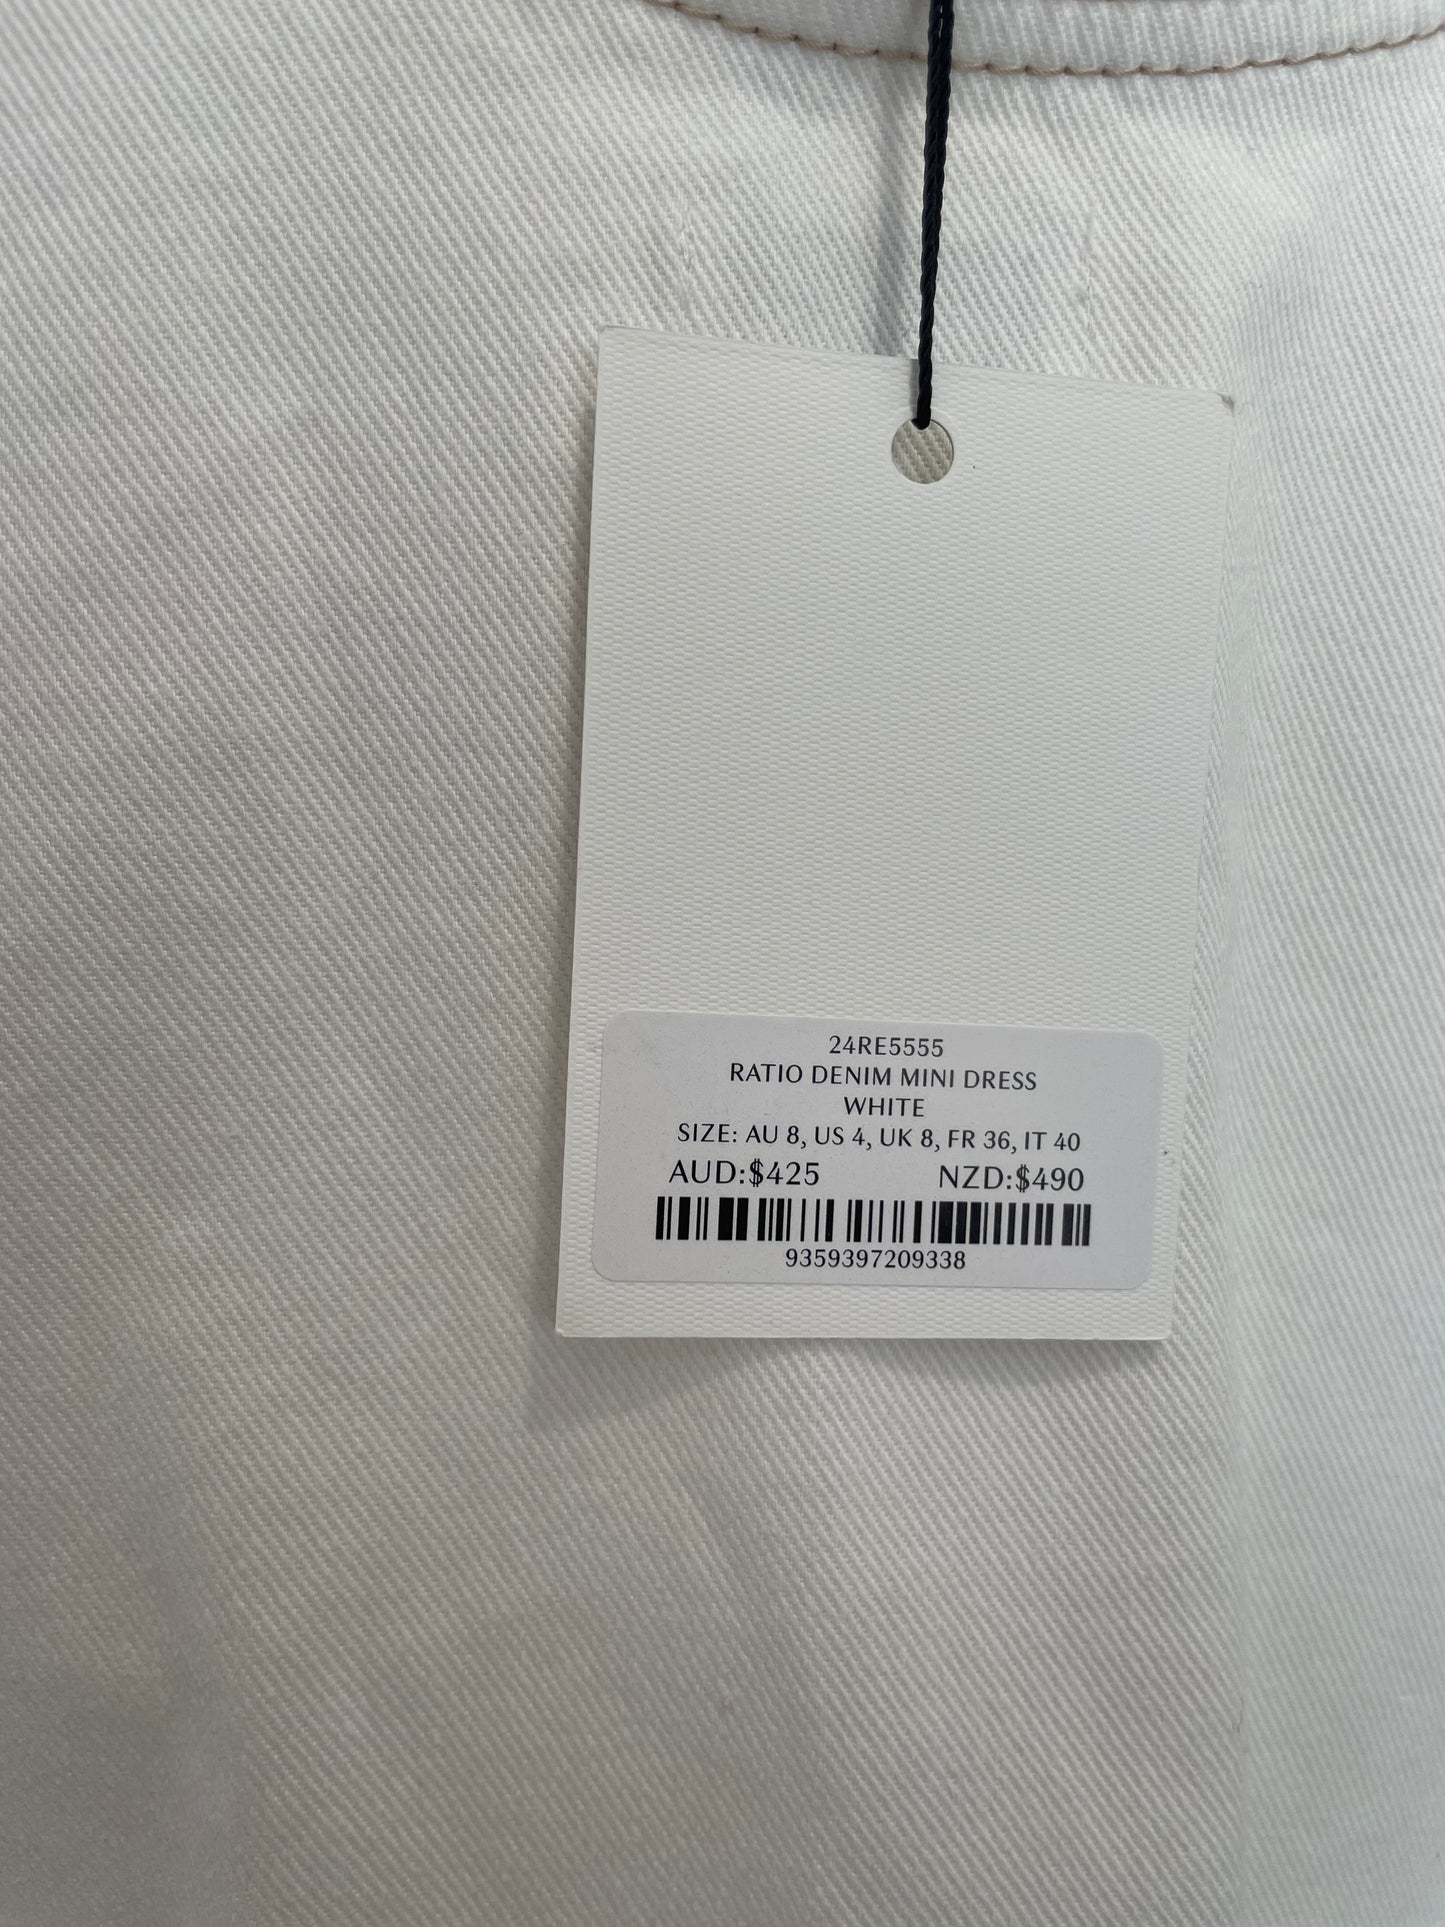 24RE5555
RATIO DENIM MINI DRESS
WHITE
SIZE: AU 8, US 4, UK 8, FR 36, IT 40
AUD:$425 NZD:$490
9359397209338